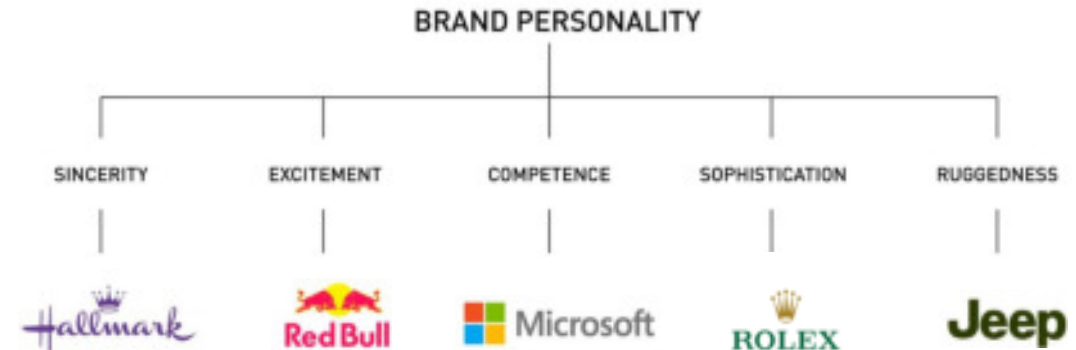 BRAND PERSONALITY
SINCERITY EXCITEMENT COMPETENCE SOPHISTICATION RUGGEDNESS
Hallmark Red Bull Microsoft ROLEX Jeep